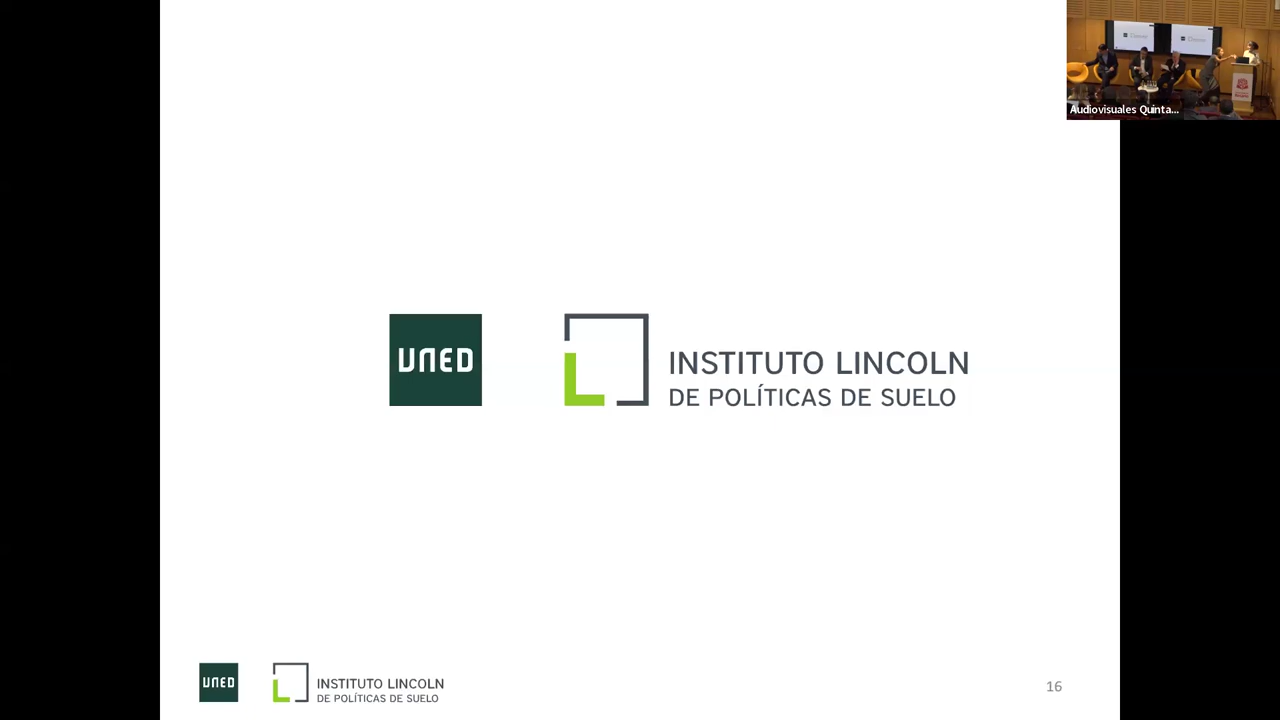 Audiovisuales Quinta...
UNED
INSTITUTO LINCOLN
DE POLÍTICAS DE SUELO
UNED
INSTITUTO LINCOLN
DE POLÍTICAS DE SUELO
16